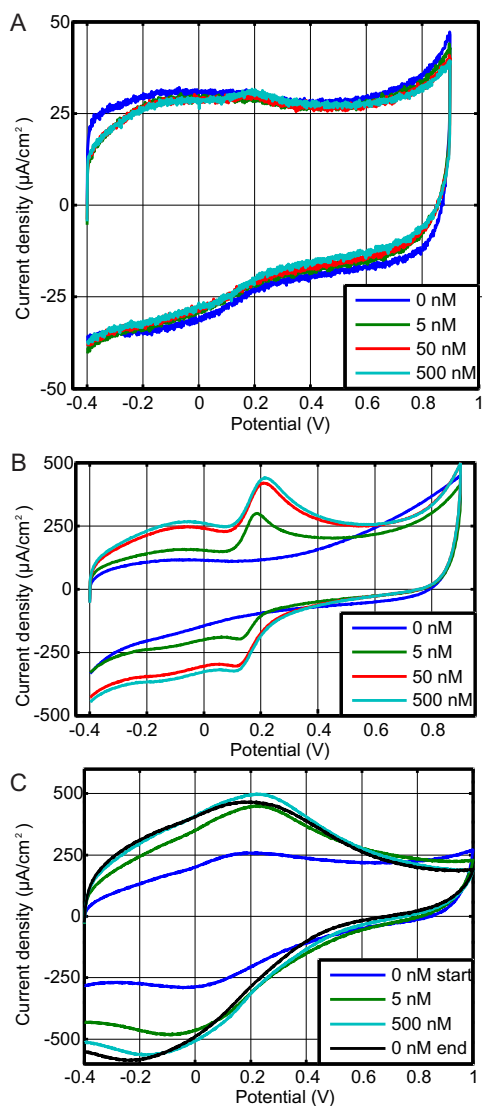 A
Current density (µA/cm²)
50
25
0
-25
-50
-0.4
-0.2
0
0.2
0.4
0.6
0.8
1
Potential (V)
0 nM
5 nM
50 nM
500 nM
B
Current density (µA/cm²)
500
250
0
-250
-500
-0.4
-0.2
0
0.2
0.4
0.6
0.8
1
Potential (V)
0 nM
5 nM
50 nM
500 nM
C
Current density (µA/cm²)
500
250
0
-250
-500
-0.4
-0.2
0
0.2
0.4
0.6
0.8
1
Potential (V)
0 nM start
5 nM
500 nM
0 nM end